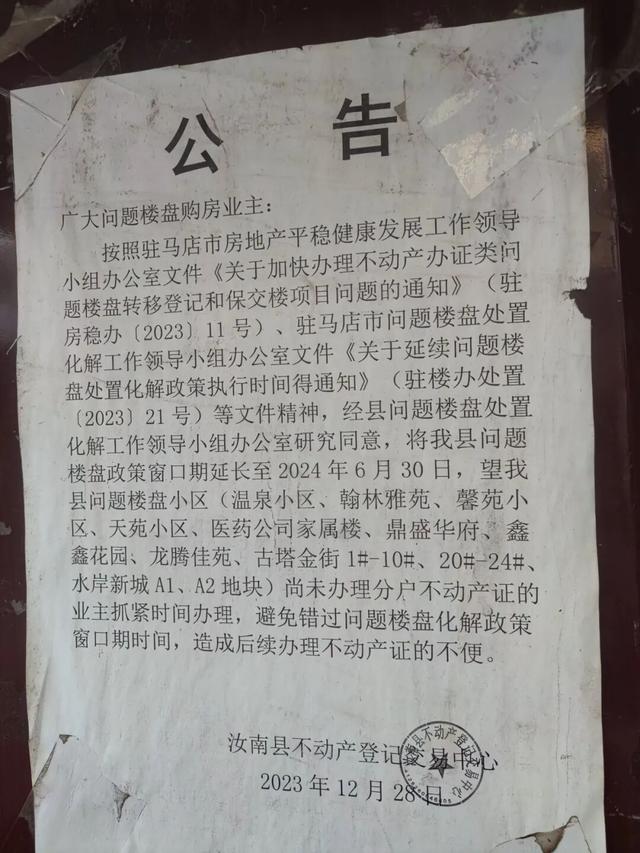 公告
广大问题楼盘购房业主：
按照驻马店市房地产平稳健康发展工作领导
小组办公室文件《关于加快办理不动产办证类问
题楼盘转移登记和保交楼项目问题的通知》（驻
房稳办〔2023〕11号）、驻马店市问题楼盘处置
化解工作领导小组办公室文件《关于延续问题楼
盘处置化解政策执行时间得通知》（驻楼办处置
〔2023〕21号）等文件精神，经县问题楼盘处置
化解工作领导小组办公室研究同意，将我县问题
楼盘政策窗口期延长至2024年6月30日，望我
县问题楼盘小区（温泉小区、翰林雅苑、馨苑小
区、天苑小区、医药公司家属楼、鼎盛华府、鑫
鑫花园、龙腾佳苑、古塔金街1#-10#、20#-24#、
水岸新城A1、A2地块）尚未办理分户不动产证的
业主抓紧时间办理，避免错过问题楼盘化解政策
窗口期时间，造成后续办理不动产证的不便。
汝南县不动产登记交易中心
2023年12月28日
汝南县不动产登记交易中心